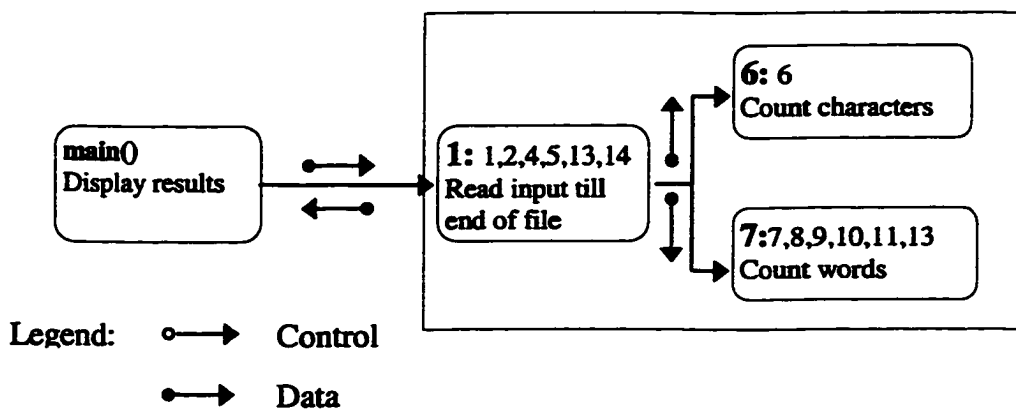 main()
Display results
1: 1,2,4,5,13,14
Read input till
end of file
6: 6
Count characters
7:7,8,9,10,11,13
Count words
Legend:
Control
Data